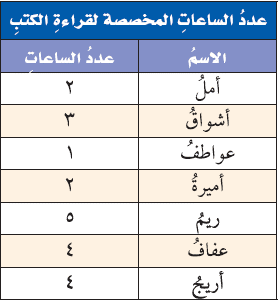 عددُ الساعاتِ المخصصة لقراءةِ الكتبِ
الاسمُ عددُ الساعاتِ
أملُ ٢
أشواقُ ٣
عواطفُ ١
أميرةُ ٢
ريمُ ٥
عفافُ ٤
أريجُ ٤